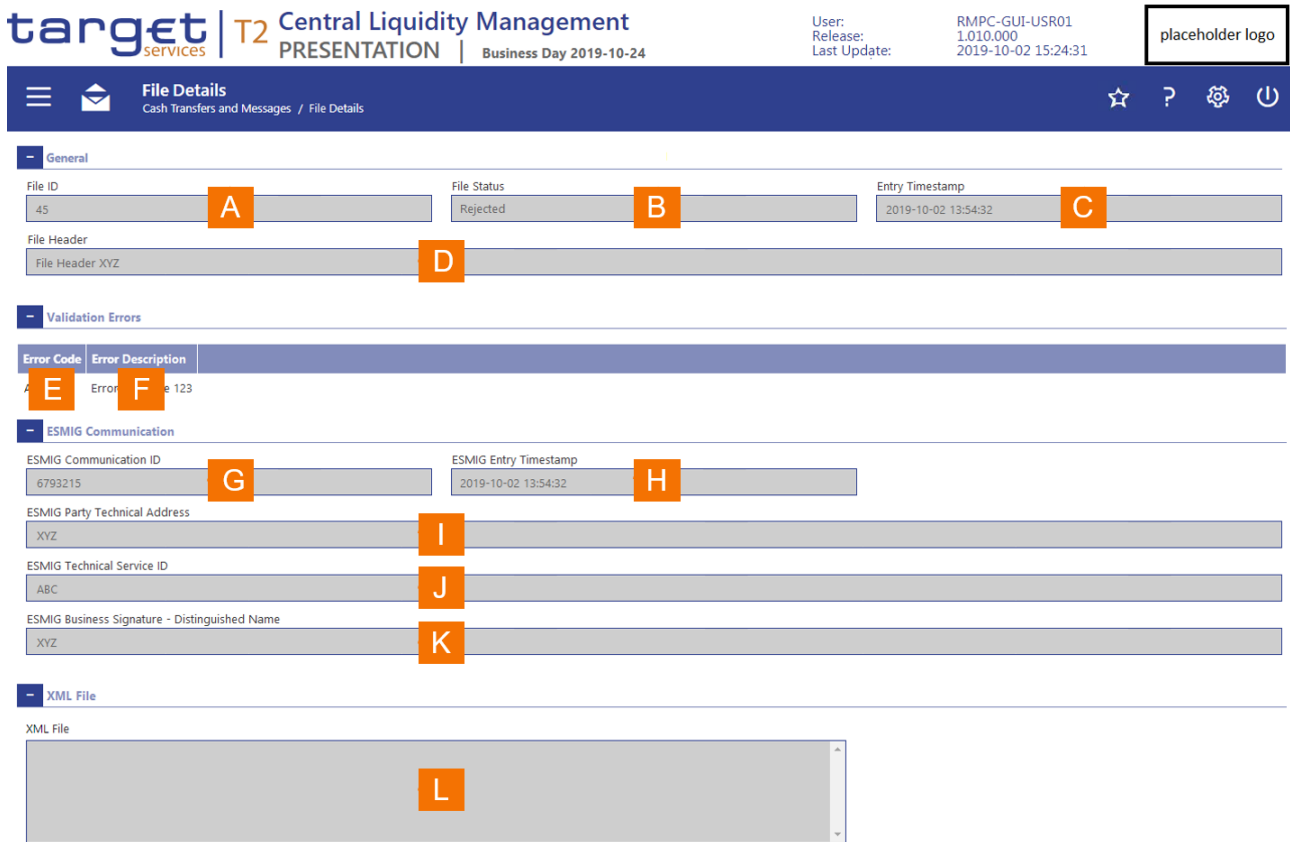 target services T2 Central Liquidity Management
PRESENTATION | Business Day 2019-10-24
User: RMPC-GUI-USR01
Release: 1.010.000
Last Update: 2019-10-02 15:24:31
placeholder logo
File Details
Cash Transfers and Messages / File Details
?
− General
File ID File Status Entry Timestamp
45 A Rejected B 2019-10-02 13:54:32 C
File Header
File Header XYZ D
− Validation Errors
Error Code Error Description
E Error F 123
− ESMIG Communication
ESMIG Communication ID ESMIG Entry Timestamp
6793215 G 2019-10-02 13:54:32 H
ESMIG Party Technical Address
XYZ I
ESMIG Technical Service ID
ABC J
ESMIG Business Signature - Distinguished Name
XYZ K
− XML File
XML File
L